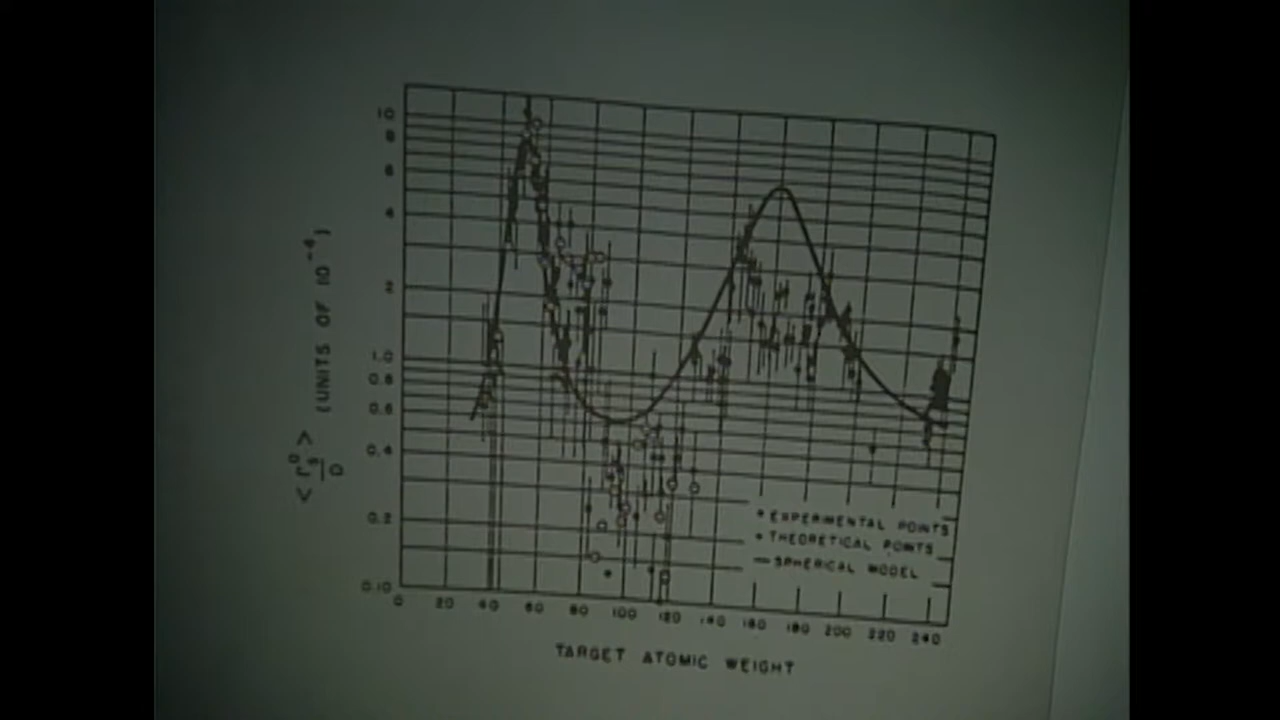 10
8
6
4
2
1.0
0.8
0.6
0.4
0.2
0.10
< Γ°s / D > (UNITS OF 10⁻⁴)
0 20 40 60 80 100 120 140 160 180 200 220 240
TARGET ATOMIC WEIGHT
EXPERIMENTAL POINTS
THEORETICAL POINTS
SPHERICAL MODEL